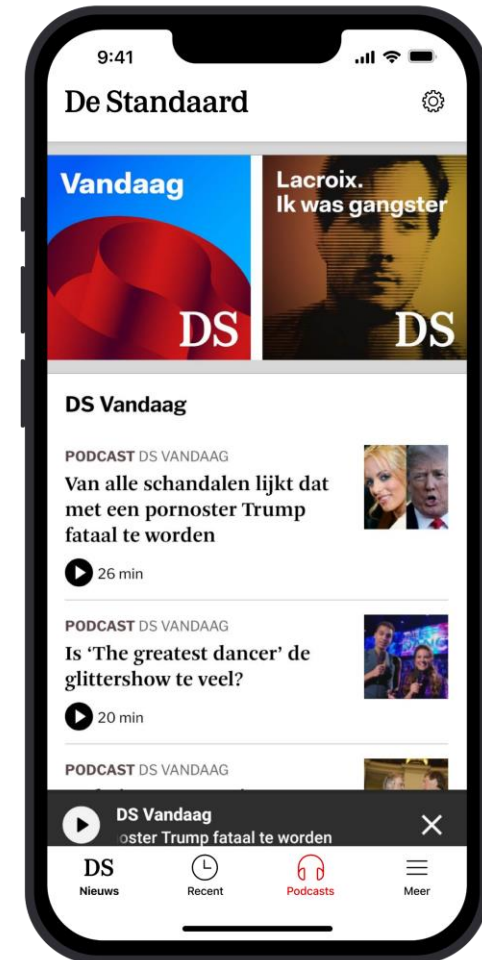 9:41
De Standaard
Vandaag
DS
Lacroix.
Ik was gangster
DS
DS Vandaag
PODCAST DS VANDAAG
Van alle schandalen lijkt dat
met een pornoster Trump
fataal te worden
26 min
PODCAST DS VANDAAG
Is ‘The greatest dancer’ de
glittershow te veel?
20 min
PODCAST DS VANDAAG
DS Vandaag
oster Trump fataal te worden
DS
Nieuws
Recent
Podcasts
Meer